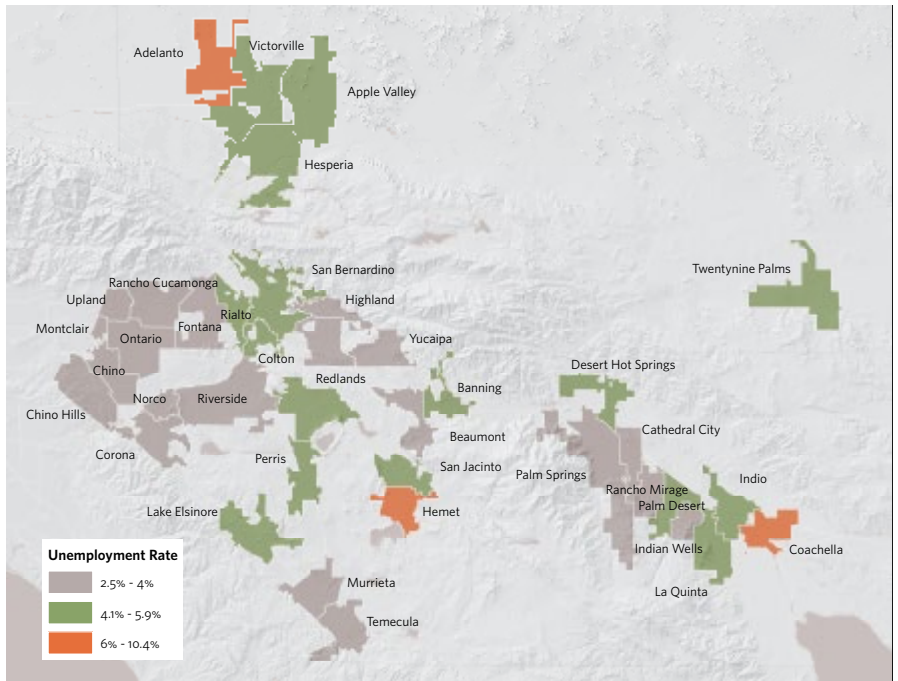 Adelanto
Victorville
Apple Valley
Hesperia
San Bernardino
Twentynine Palms
Rancho Cucamonga
Upland
Highland
Rialto
Montclair
Fontana
Ontario
Yucaipa
Colton
Desert Hot Springs
Chino
Redlands
Banning
Norco
Riverside
Chino Hills
Cathedral City
Beaumont
Corona
Perris
San Jacinto
Palm Springs
Indio
Rancho Mirage
Palm Desert
Lake Elsinore
Hemet
Indian Wells
Coachella
Unemployment Rate
2.5% - 4%
4.1% - 5.9%
6% - 10.4%
Murrieta
La Quinta
Temecula